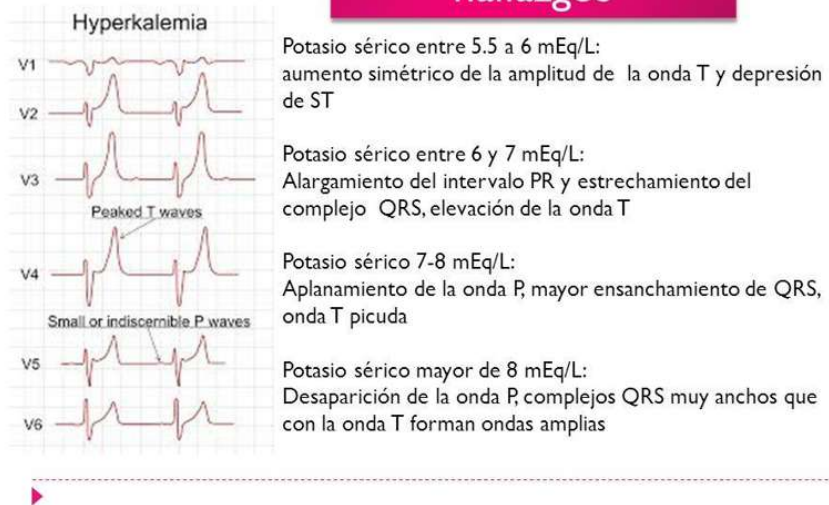 Hyperkalemia
V1
V2
V3
Peaked T waves
V4
Small or indiscernible P waves
V5
V6
Potasio sérico entre 5.5 a 6 mEq/L:
aumento simétrico de la amplitud de la onda T y depresión
de ST
Potasio sérico entre 6 y 7 mEq/L:
Alargamiento del intervalo PR y estrechamiento del
complejo QRS, elevación de la onda T
Potasio sérico 7-8 mEq/L:
Aplanamiento de la onda P, mayor ensanchamiento de QRS,
onda T picuda
Potasio sérico mayor de 8 mEq/L:
Desaparición de la onda P, complejos QRS muy anchos que
con la onda T forman ondas amplias